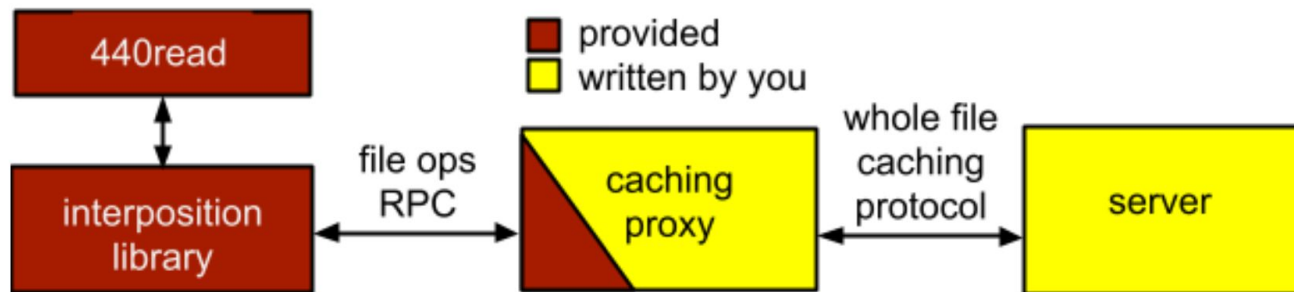 440read
provided
written by you
interposition
library
file ops
RPC
caching
proxy
whole file
caching
protocol
server